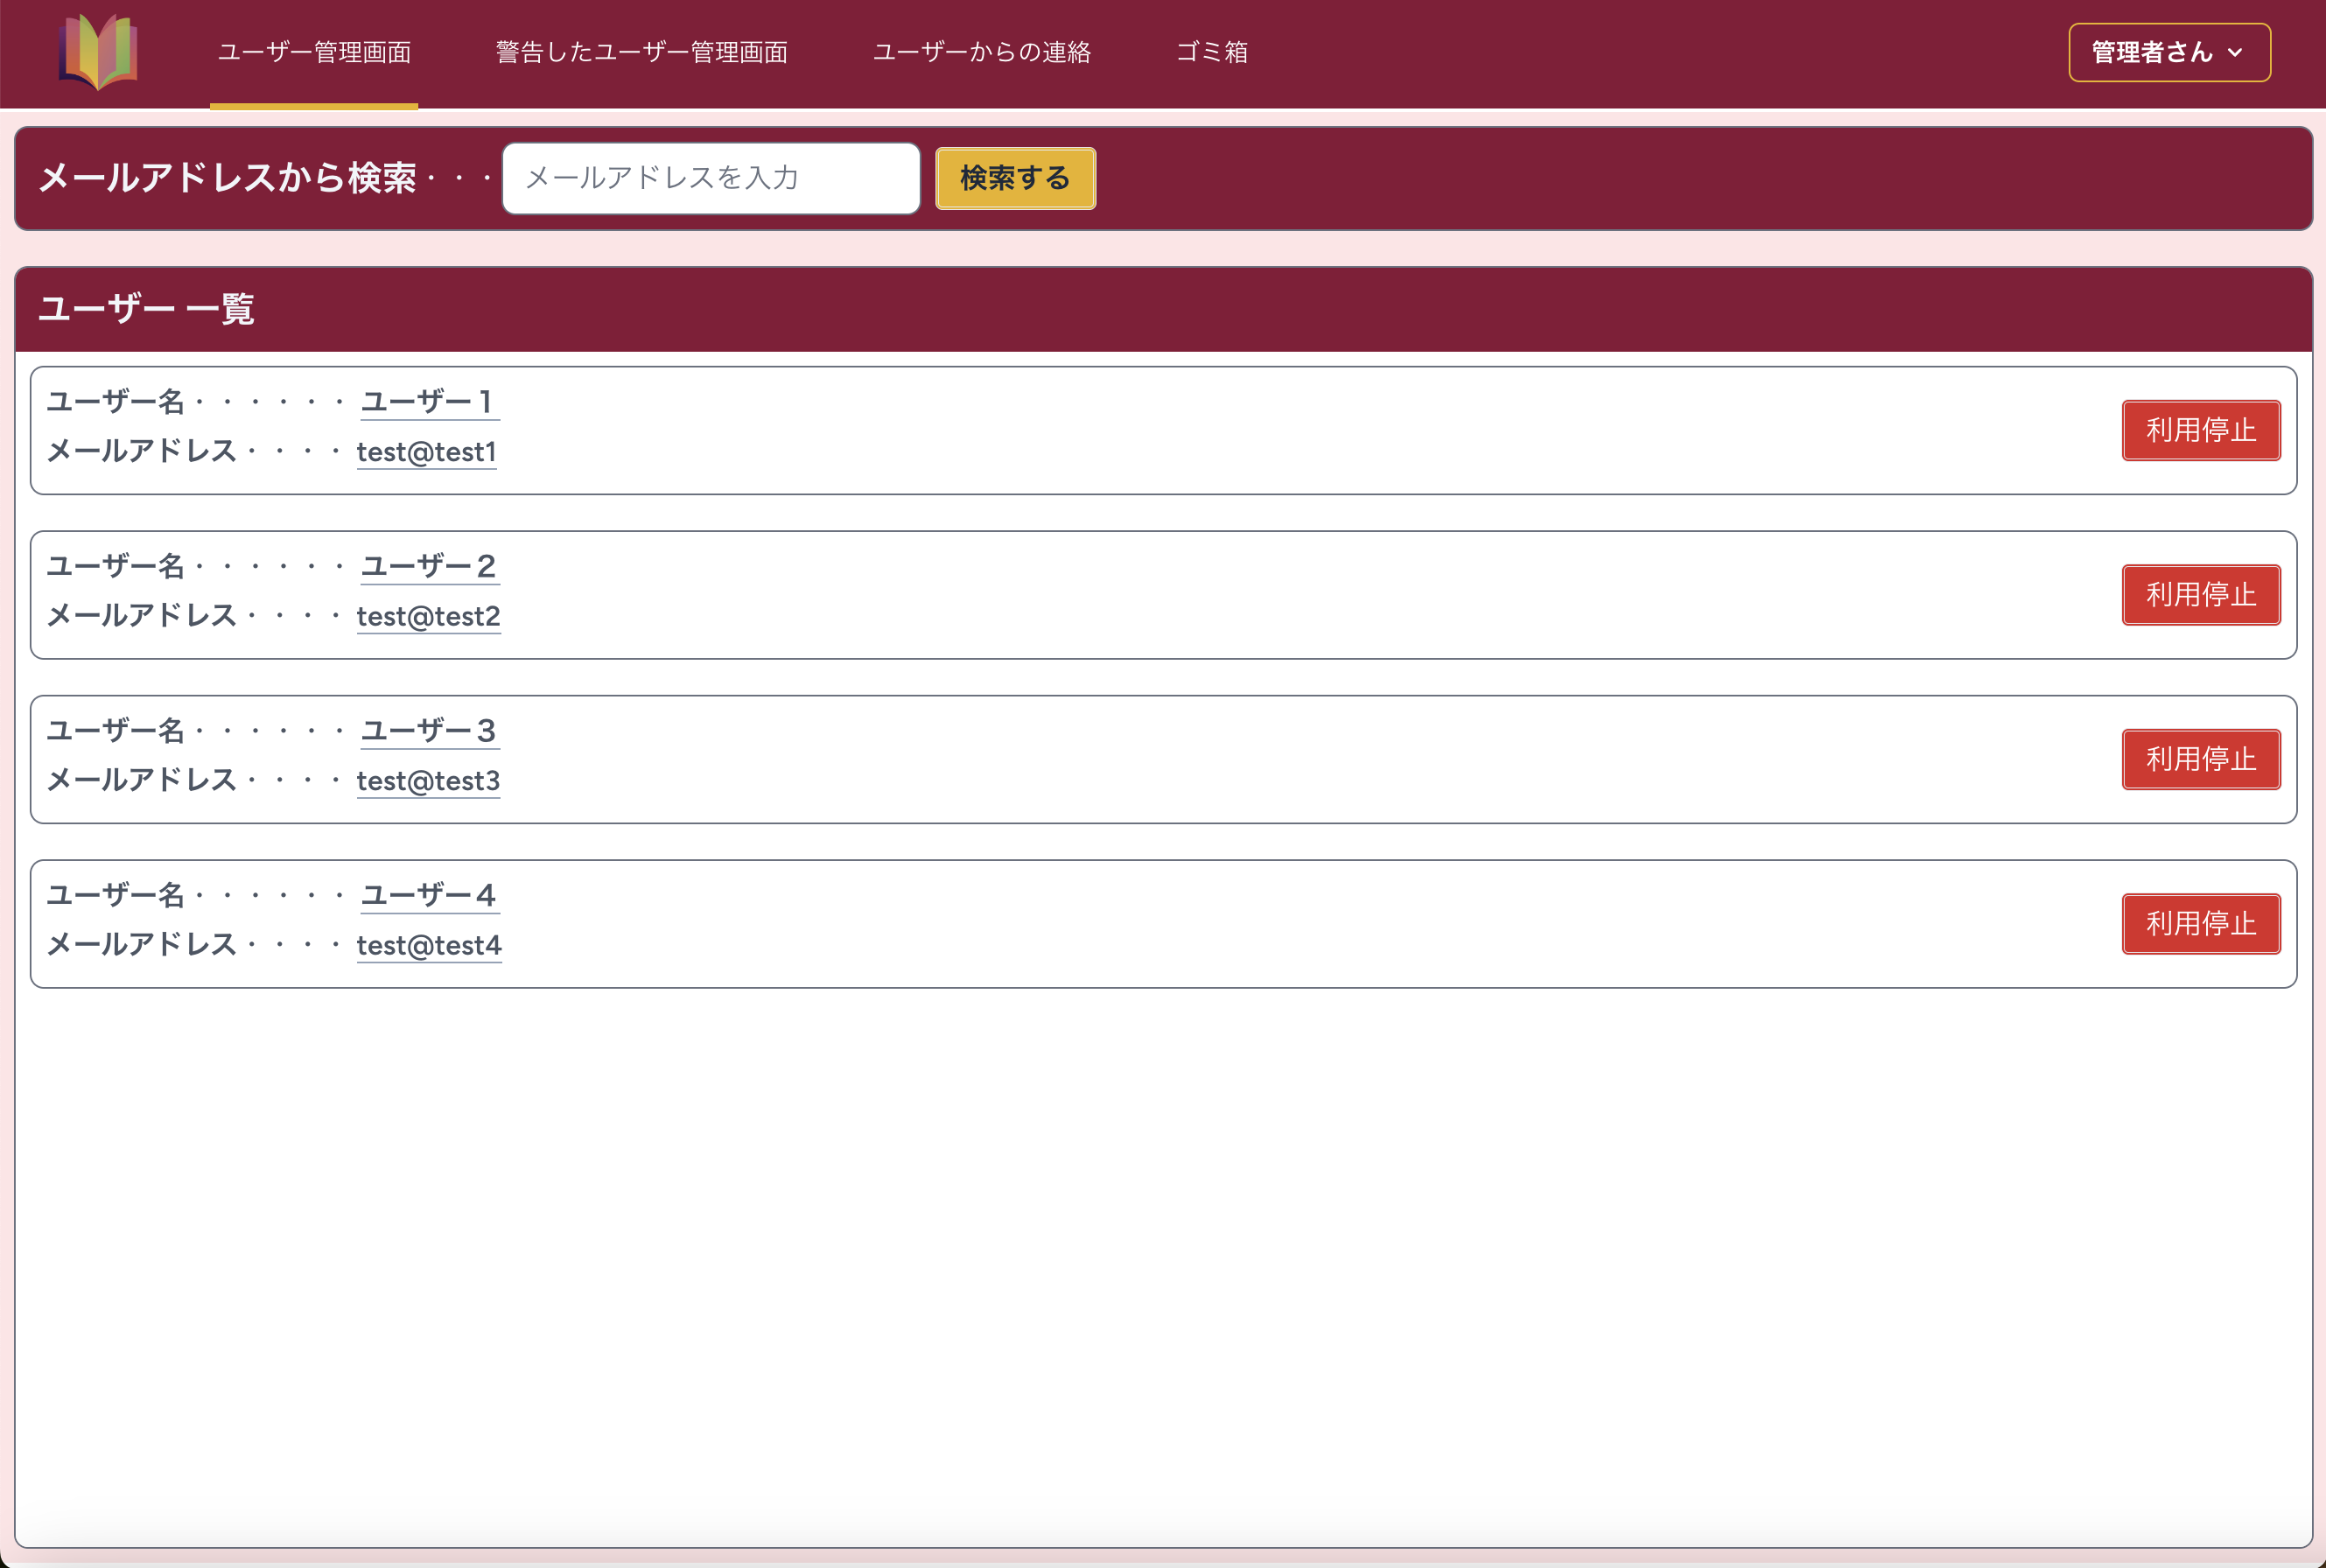 ユーザー管理画面 警告したユーザー管理画面 ユーザーからの連絡 ゴミ箱 管理者さん
メールアドレスから検索・・・ メールアドレスを入力 検索する
ユーザー 一覧
ユーザー名・・・・・・ ユーザー１
メールアドレス・・・・ test@test1
利用停止
ユーザー名・・・・・・ ユーザー２
メールアドレス・・・・ test@test2
利用停止
ユーザー名・・・・・・ ユーザー３
メールアドレス・・・・ test@test3
利用停止
ユーザー名・・・・・・ ユーザー４
メールアドレス・・・・ test@test4
利用停止